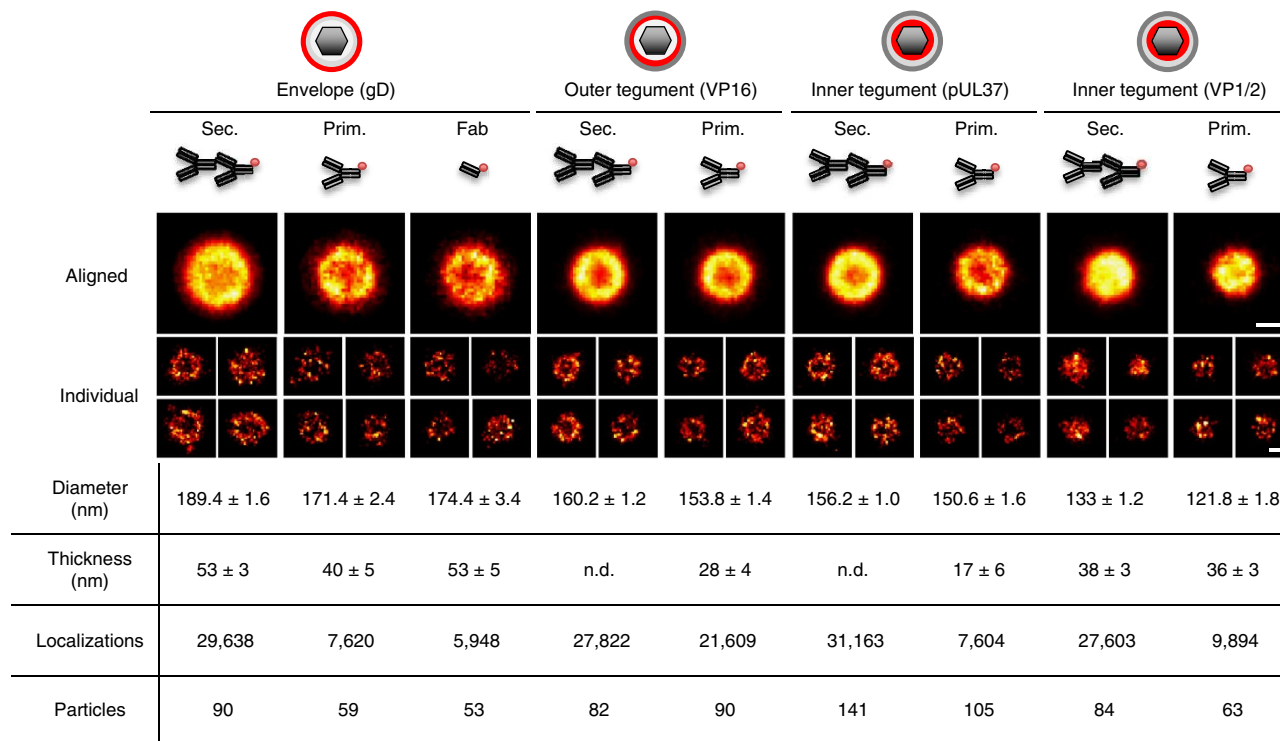 Envelope (gD) Outer tegument (VP16) Inner tegument (pUL37) Inner tegument (VP1/2)
Sec. Prim. Fab Sec. Prim. Sec. Prim. Sec. Prim.
Aligned
Individual
Diameter
(nm) 189.4 ± 1.6 171.4 ± 2.4 174.4 ± 3.4 160.2 ± 1.2 153.8 ± 1.4 156.2 ± 1.0 150.6 ± 1.6 133 ± 1.2 121.8 ± 1.8
Thickness
(nm) 53 ± 3 40 ± 5 53 ± 5 n.d. 28 ± 4 n.d. 17 ± 6 38 ± 3 36 ± 3
Localizations 29,638 7,620 5,948 27,822 21,609 31,163 7,604 27,603 9,894
Particles 90 59 53 82 90 141 105 84 63